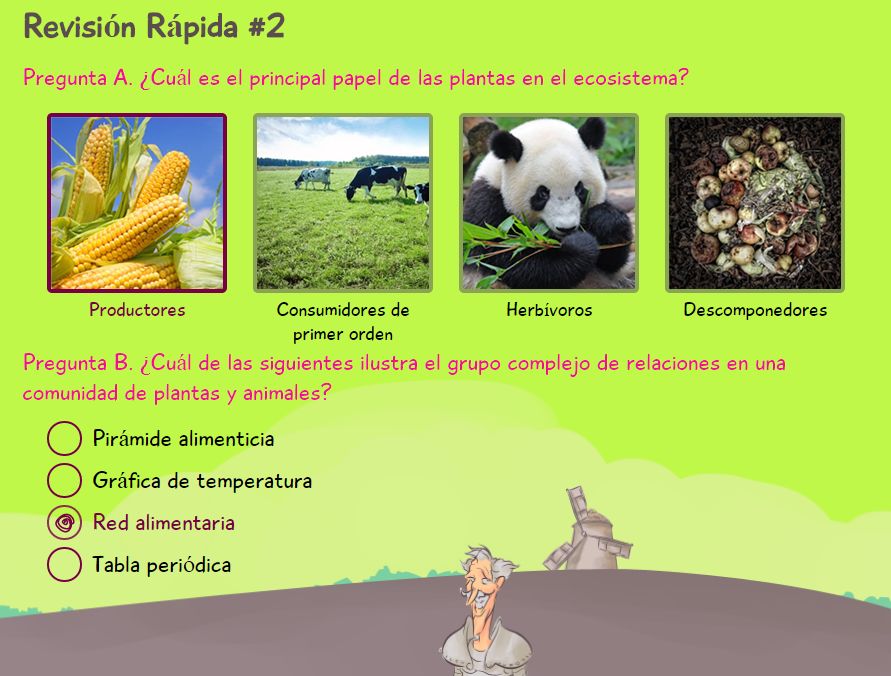 Revisión Rápida #2
Pregunta A. ¿Cuál es el principal papel de las plantas en el ecosistema?
Productores
Consumidores de
primer orden
Herbívoros
Descomponedores
Pregunta B. ¿Cuál de las siguientes ilustra el grupo complejo de relaciones en una
comunidad de plantas y animales?
Pirámide alimenticia
Gráfica de temperatura
Red alimentaria
Tabla periódica